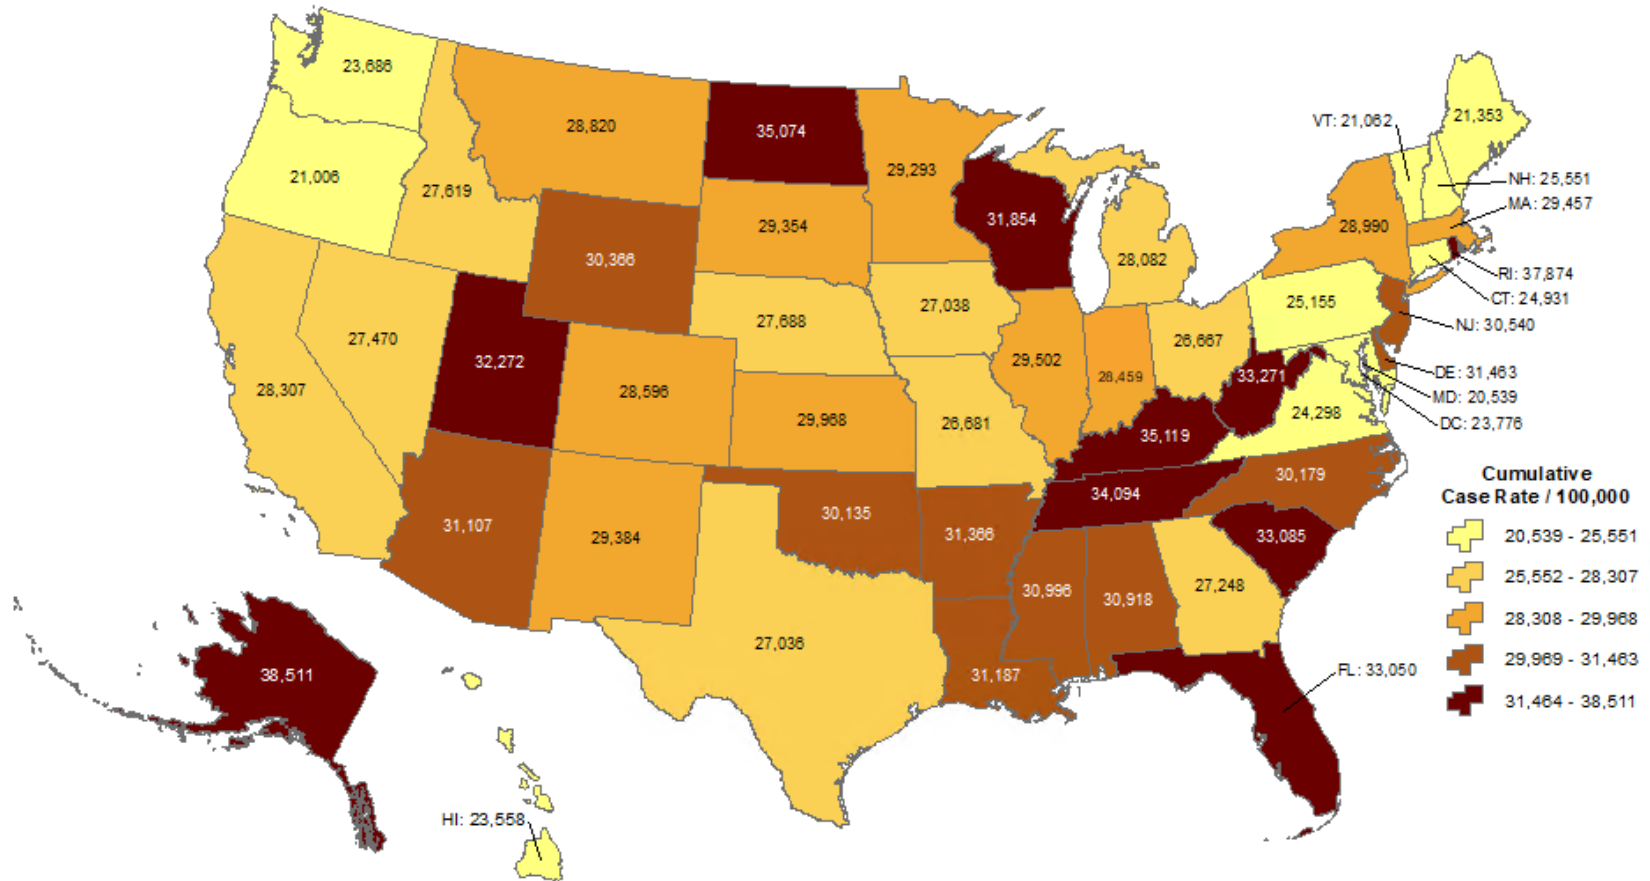 23,686
21,006
28,820
27,619
35,074
29,293
29,354
30,366
31,854
28,082
VT: 21,062
21,353
NH: 25,551
MA: 29,457
28,990
RI: 37,874
CT: 24,931
NJ: 30,540
25,155
27,470
28,307
32,272
28,596
27,688
27,038
29,968
26,681
29,502
28,459
26,667
33,271
24,298
DE: 31,463
MD: 20,539
DC: 23,776
35,119
34,094
30,179
33,085
31,107
29,384
30,135
31,366
30,996
30,918
27,248
27,036
31,187
FL: 33,050
38,511
HI: 23,558
Cumulative
Case Rate / 100,000
20,539 - 25,551
25,552 - 28,307
28,308 - 29,968
29,969 - 31,463
31,464 - 38,511